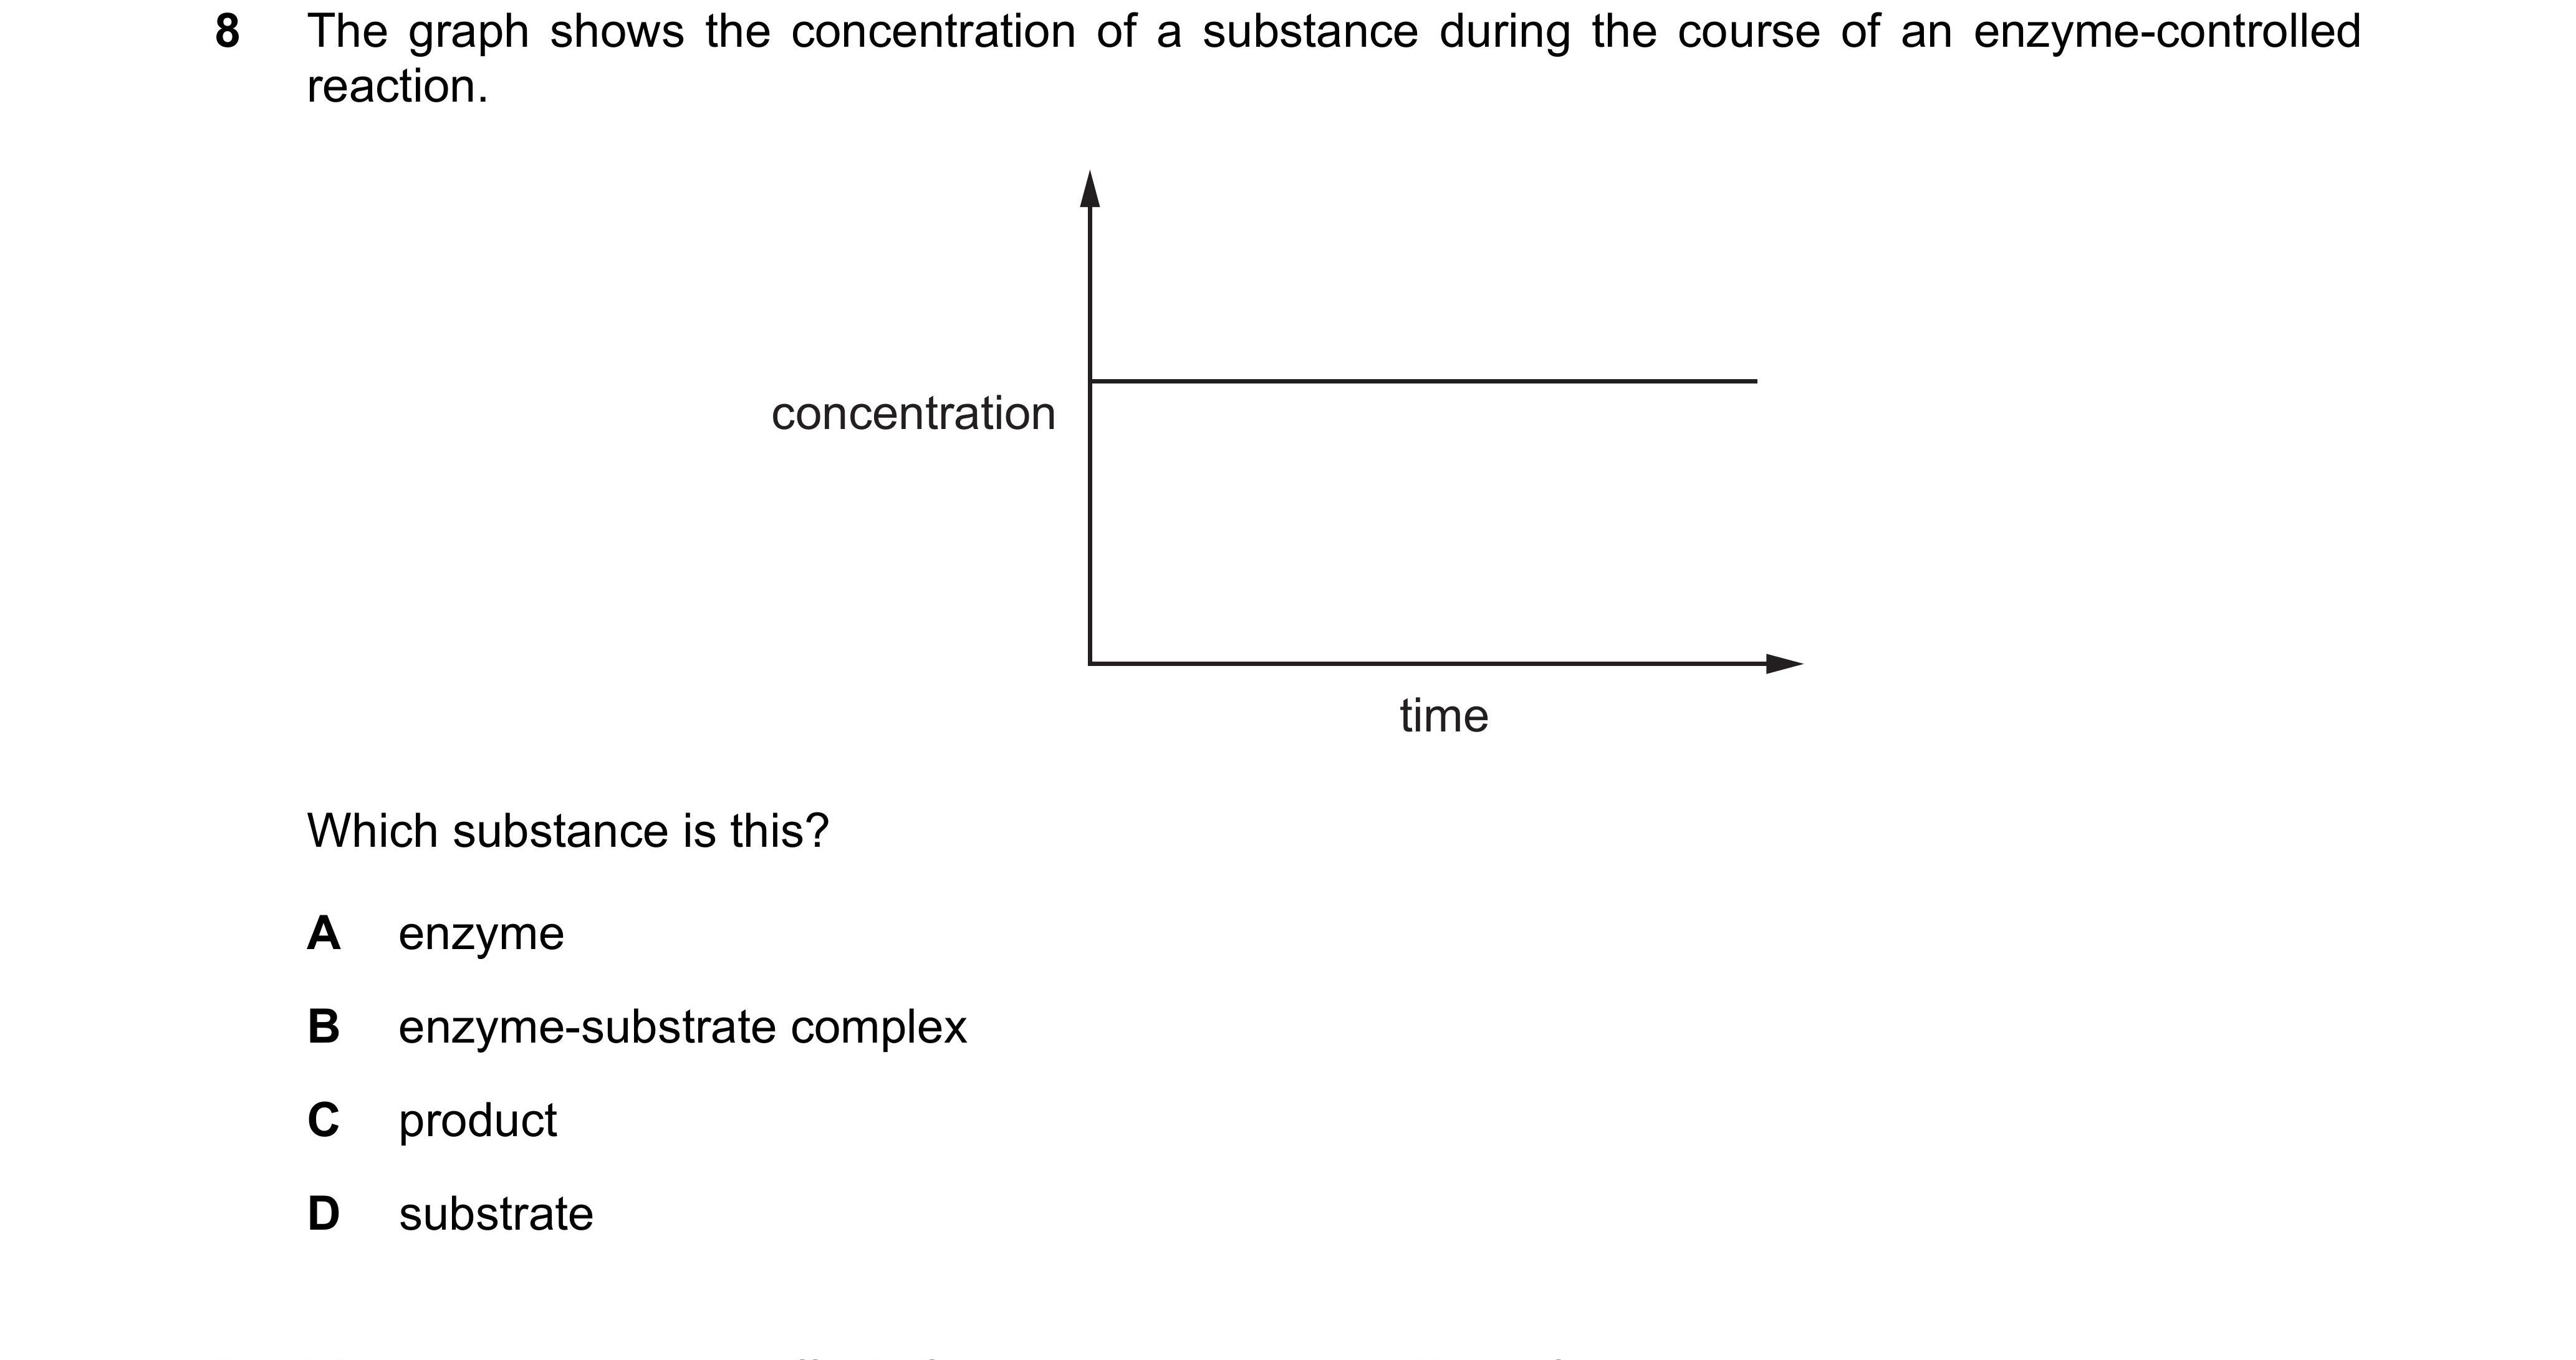 8 The graph shows the concentration of a substance during the course of an enzyme-controlled
reaction.
concentration
time
Which substance is this?
A enzyme
B enzyme-substrate complex
C product
D substrate